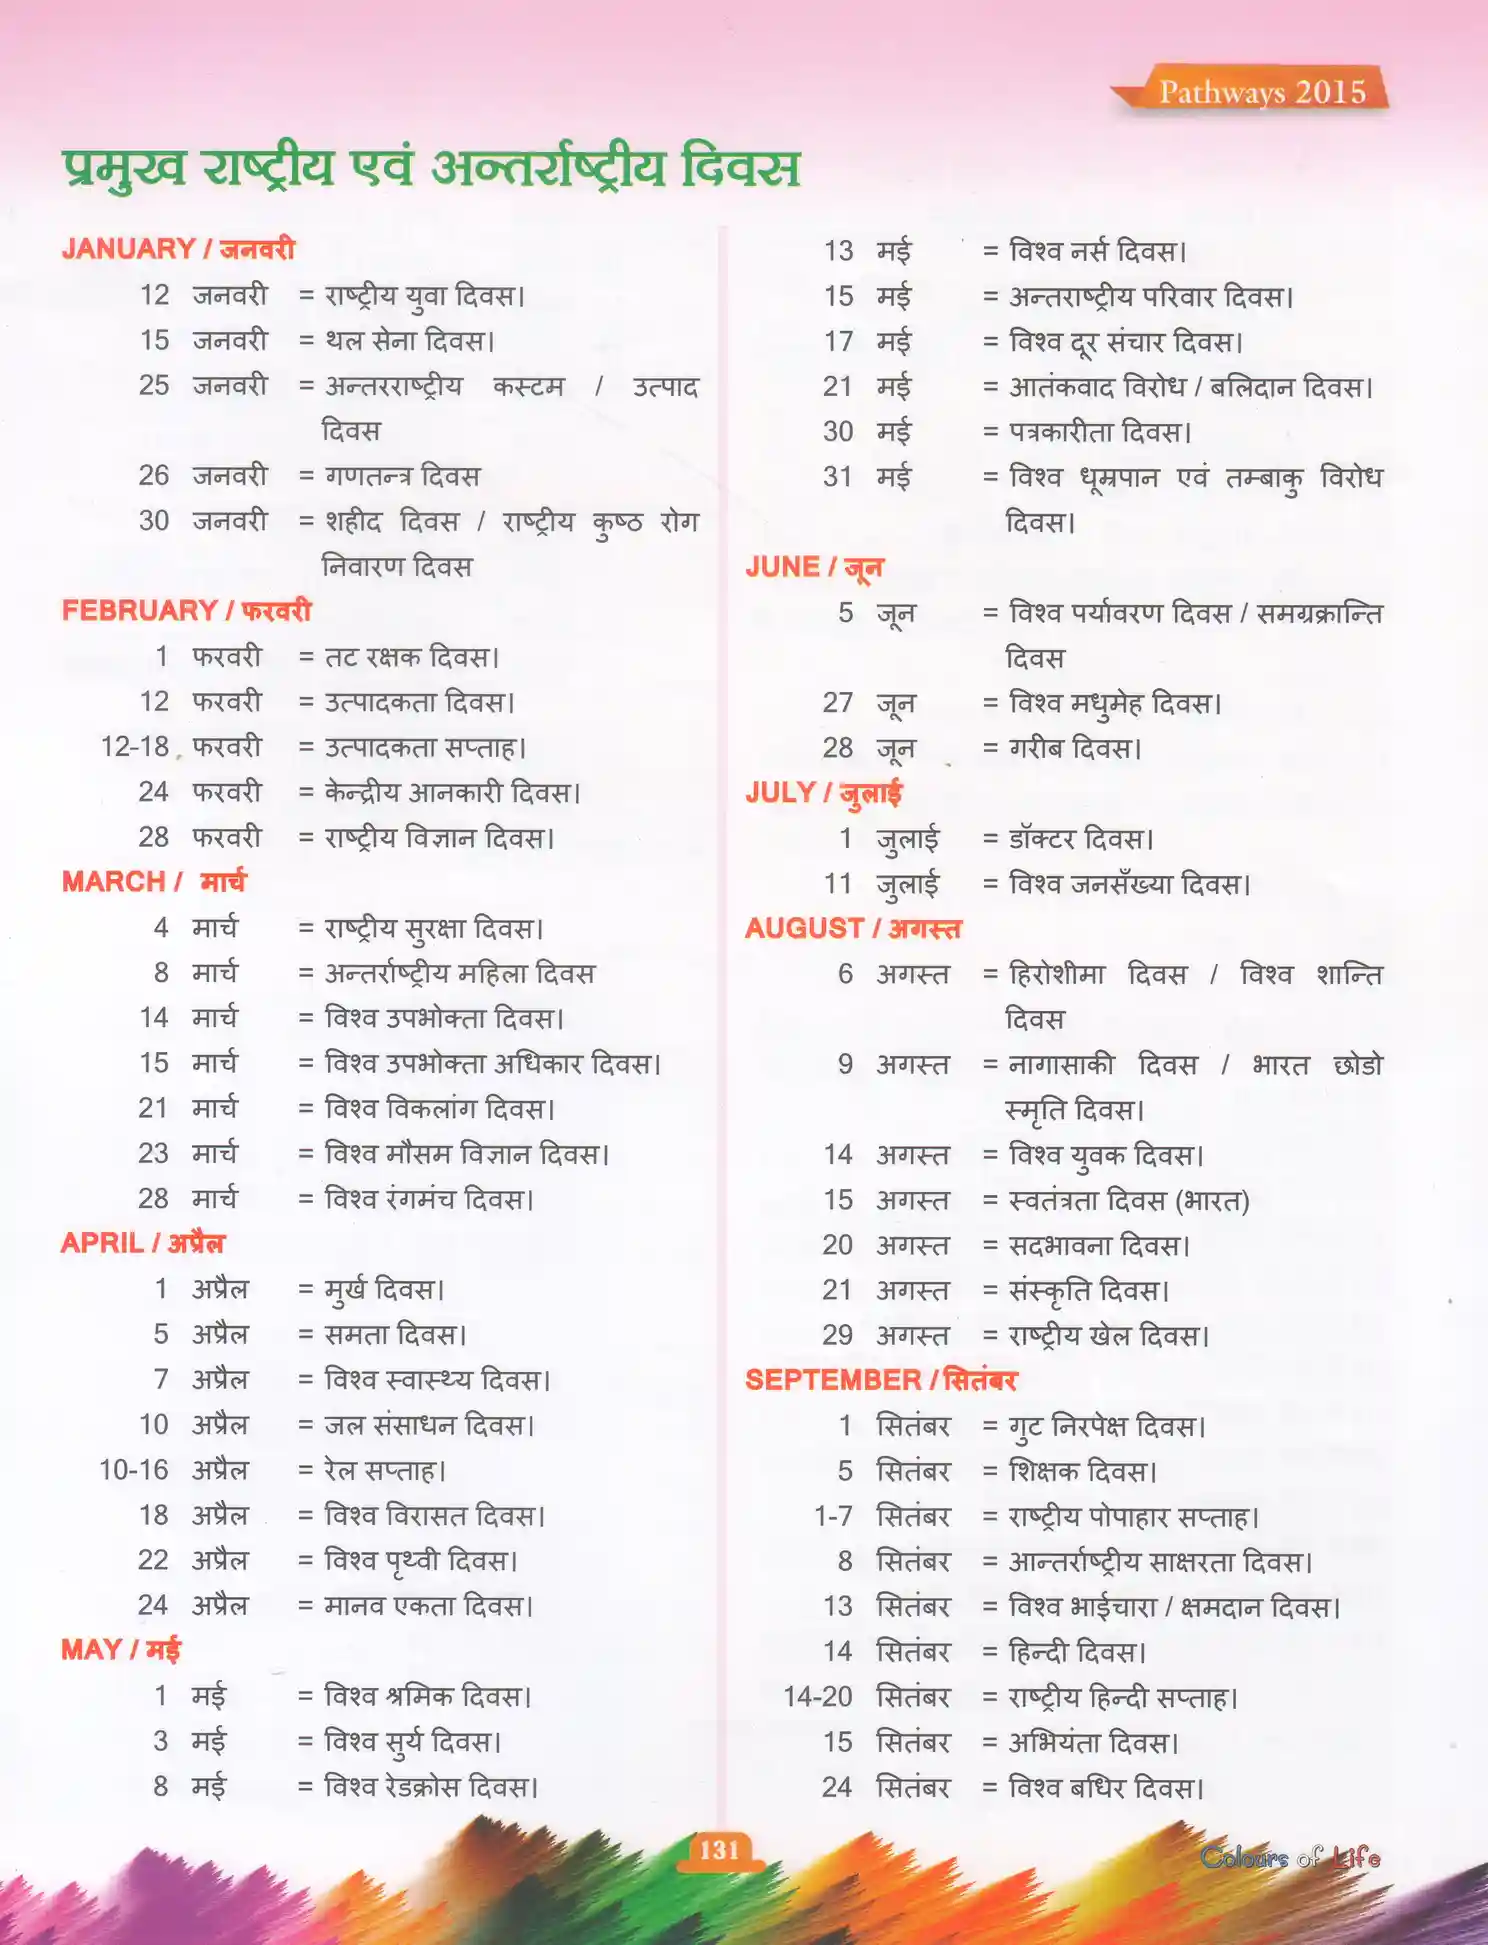 Pathways 2015
प्रमुख राष्ट्रीय एवं अन्तर्राष्ट्रीय दिवस
JANUARY / जनवरी
12 जनवरी = राष्ट्रीय युवा दिवस।
15 जनवरी = थल सेना दिवस।
25 जनवरी = अन्तरराष्ट्रीय कस्टम / उत्पाद
दिवस
26 जनवरी = गणतन्त्र दिवस
30 जनवरी = शहीद दिवस / राष्ट्रीय कुष्ठ रोग
निवारण दिवस
FEBRUARY / फरवरी
1 फरवरी = तट रक्षक दिवस।
12 फरवरी = उत्पादकता दिवस।
12-18 फरवरी = उत्पादकता सप्ताह।
24 फरवरी = केन्द्रीय आनकारी दिवस।
28 फरवरी = राष्ट्रीय विज्ञान दिवस।
MARCH / मार्च
4 मार्च = राष्ट्रीय सुरक्षा दिवस।
8 मार्च = अन्तर्राष्ट्रीय महिला दिवस
14 मार्च = विश्व उपभोक्ता दिवस।
15 मार्च = विश्व उपभोक्ता अधिकार दिवस।
21 मार्च = विश्व विकलांग दिवस।
23 मार्च = विश्व मौसम विज्ञान दिवस।
28 मार्च = विश्व रंगमंच दिवस।
APRIL / अप्रैल
1 अप्रैल = मुर्ख दिवस।
5 अप्रैल = समता दिवस।
7 अप्रैल = विश्व स्वास्थ्य दिवस।
10 अप्रैल = जल संसाधन दिवस।
10-16 अप्रैल = रेल सप्ताह।
18 अप्रैल = विश्व विरासत दिवस।
22 अप्रैल = विश्व पृथ्वी दिवस।
24 अप्रैल = मानव एकता दिवस।
MAY / मई
1 मई = विश्व श्रमिक दिवस।
3 मई = विश्व सुर्य दिवस।
8 मई = विश्व रेडक्रोस दिवस।
13 मई = विश्व नर्स दिवस।
15 मई = अन्तराष्ट्रीय परिवार दिवस।
17 मई = विश्व दूर संचार दिवस।
21 मई = आतंकवाद विरोध / बलिदान दिवस।
30 मई = पत्रकारीता दिवस।
31 मई = विश्व धूम्रपान एवं तम्बाकु विरोध
दिवस।
JUNE / जून
5 जून = विश्व पर्यावरण दिवस / समग्रक्रान्ति
दिवस
27 जून = विश्व मधुमेह दिवस।
28 जून = गरीब दिवस।
JULY / जुलाई
1 जुलाई = डॉक्टर दिवस।
11 जुलाई = विश्व जनसँख्या दिवस।
AUGUST / अगस्त
6 अगस्त = हिरोशीमा दिवस / विश्व शान्ति
दिवस
9 अगस्त = नागासाकी दिवस / भारत छोडो
स्मृति दिवस।
14 अगस्त = विश्व युवक दिवस।
15 अगस्त = स्वतंत्रता दिवस (भारत)
20 अगस्त = सदभावना दिवस।
21 अगस्त = संस्कृति दिवस।
29 अगस्त = राष्ट्रीय खेल दिवस।
SEPTEMBER / सितंबर
1 सितंबर = गुट निरपेक्ष दिवस।
5 सितंबर = शिक्षक दिवस।
1-7 सितंबर = राष्ट्रीय पोपाहार सप्ताह।
8 सितंबर = आन्तर्राष्ट्रीय साक्षरता दिवस।
13 सितंबर = विश्व भाईचारा / क्षमदान दिवस।
14 सितंबर = हिन्दी दिवस।
14-20 सितंबर = राष्ट्रीय हिन्दी सप्ताह।
15 सितंबर = अभियंता दिवस।
24 सितंबर = विश्व बधिर दिवस।
131
Colours of Life